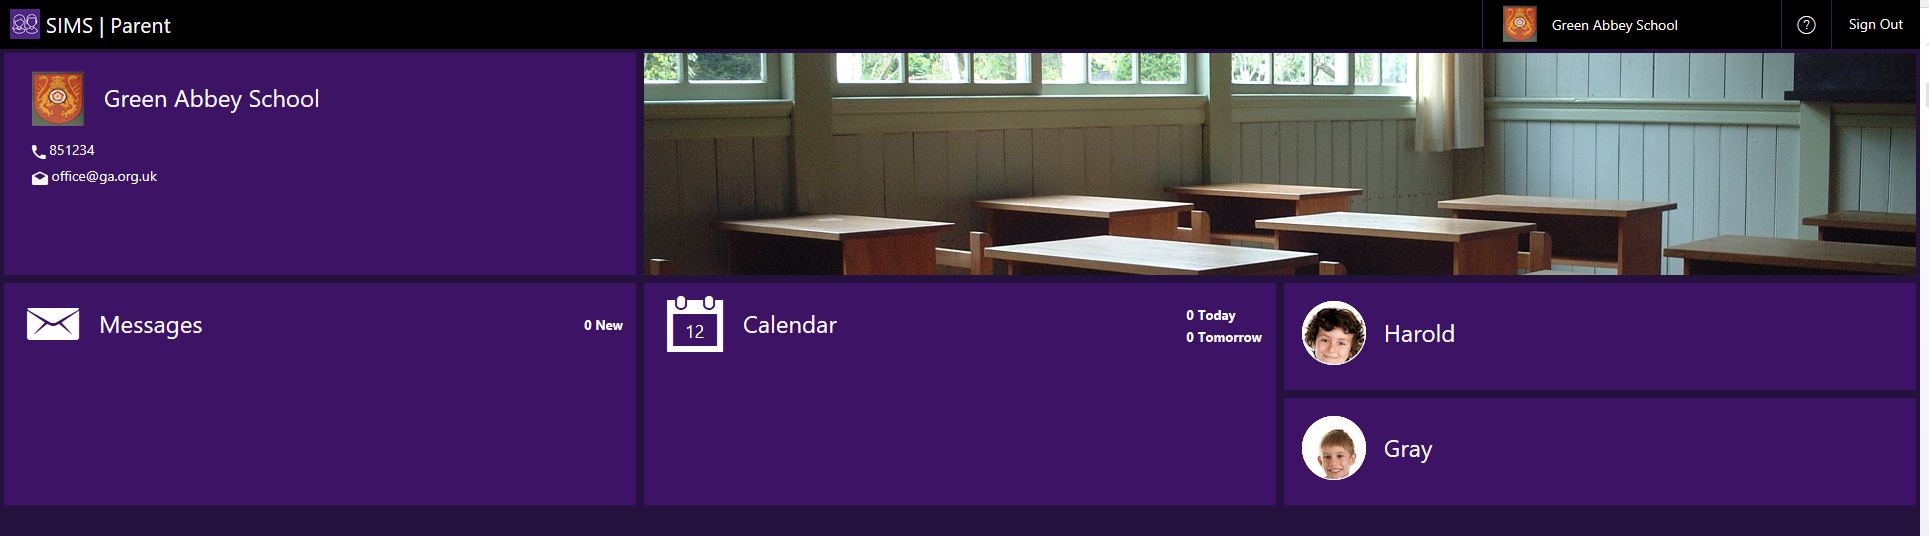 SIMS | Parent
Green Abbey School
?
Sign Out
Green Abbey School
851234
office@ga.org.uk
Messages
0 New
12
Calendar
0 Today
0 Tomorrow
Harold
Gray